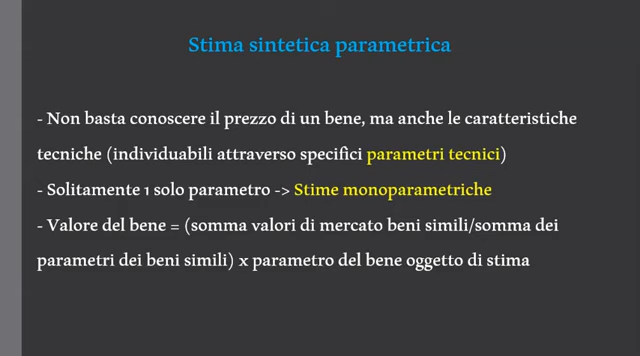 Stima sintetica parametrica
- Non basta conoscere il prezzo di un bene, ma anche le caratteristiche
tecniche (individuabili attraverso specifici parametri tecnici)
- Solitamente 1 solo parametro -> Stime monoparametriche
- Valore del bene = (somma valori di mercato beni simili/somma dei
parametri dei beni simili) x parametro del bene oggetto di stima